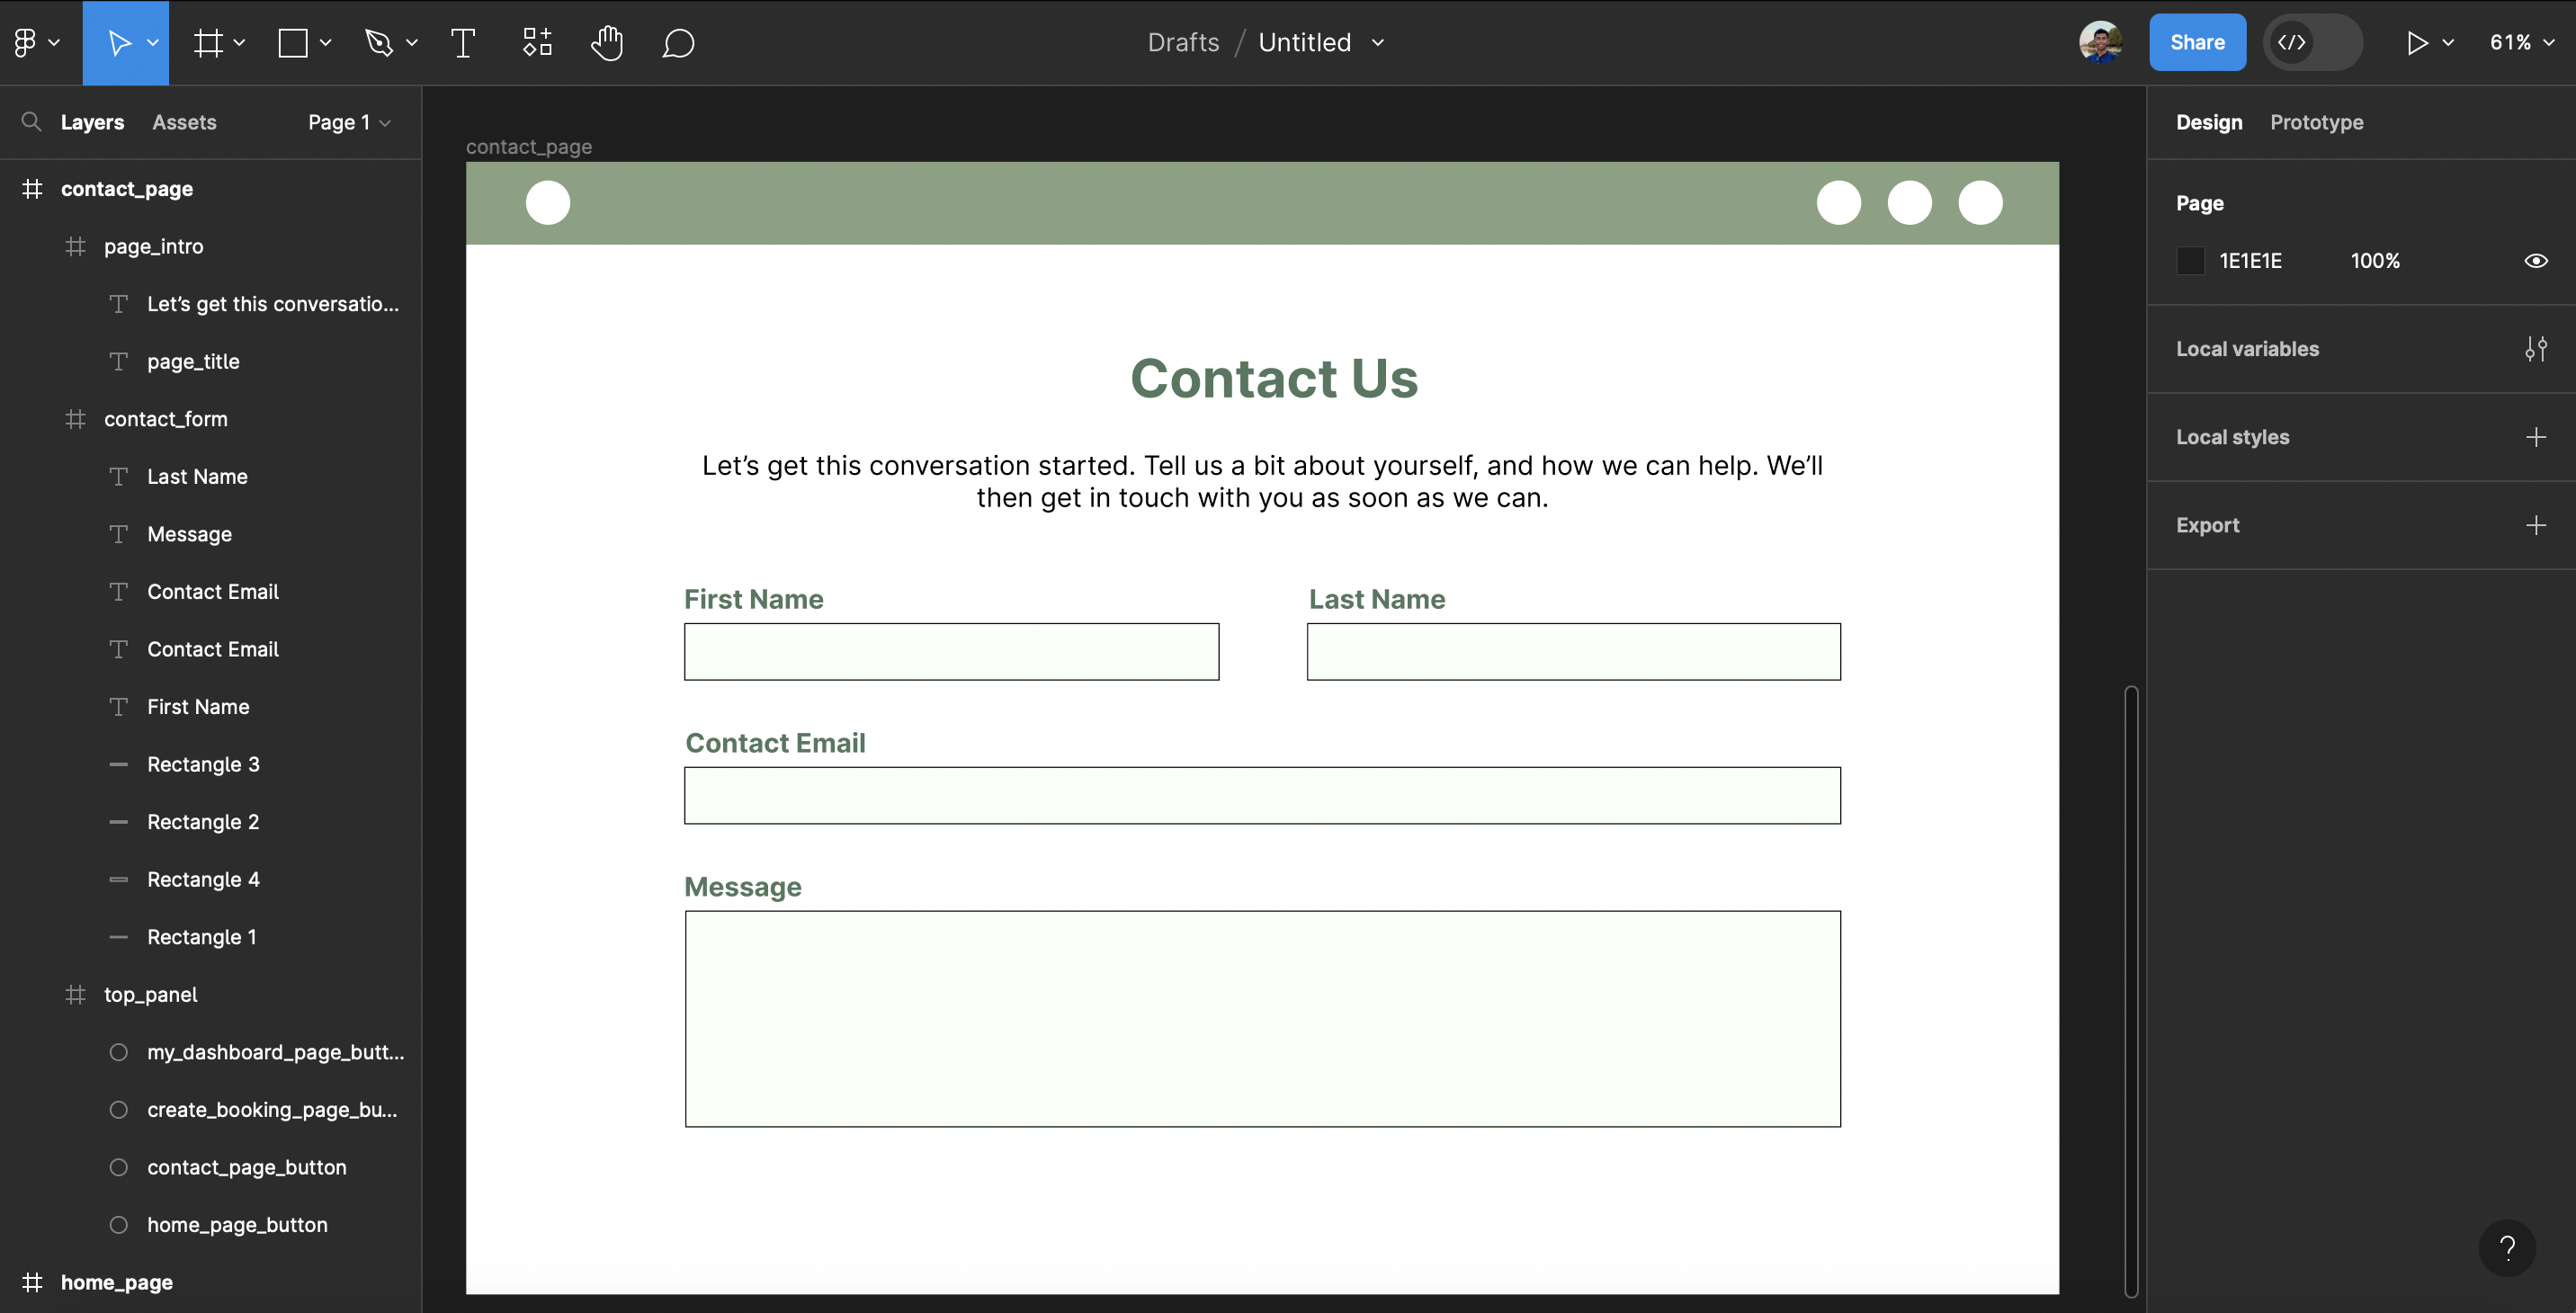 Drafts / Untitled
Share
</>
61%
Layers Assets Page 1
contact_page
page_intro
Let’s get this conversatio...
page_title
contact_form
Last Name
Message
Contact Email
Contact Email
First Name
Rectangle 3
Rectangle 2
Rectangle 4
Rectangle 1
top_panel
my_dashboard_page_butt...
create_booking_page_bu...
contact_page_button
home_page_button
home_page
contact_page
Contact Us
Let’s get this conversation started. Tell us a bit about yourself, and how we can help. We’ll
then get in touch with you as soon as we can.
First Name
Last Name
Contact Email
Message
Design Prototype
Page
1E1E1E 100%
Local variables
Local styles
Export
?